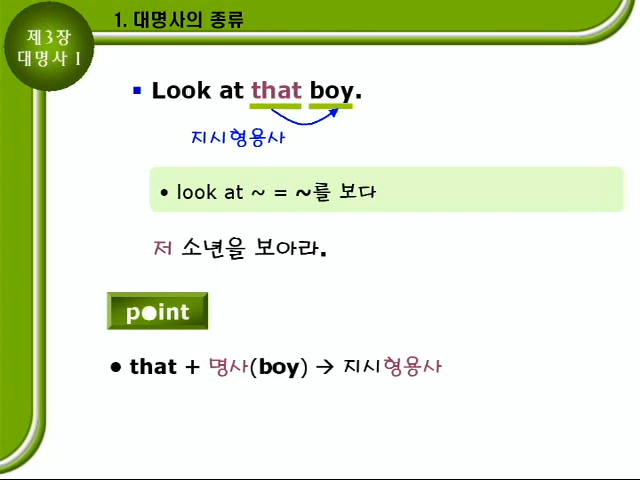 1. 대명사의 종류
제3장
대명사 I
▪ Look at that boy.
지시형용사
• look at ~ = ~를 보다
저 소년을 보아라.
point
● that + 명사(boy) → 지시형용사